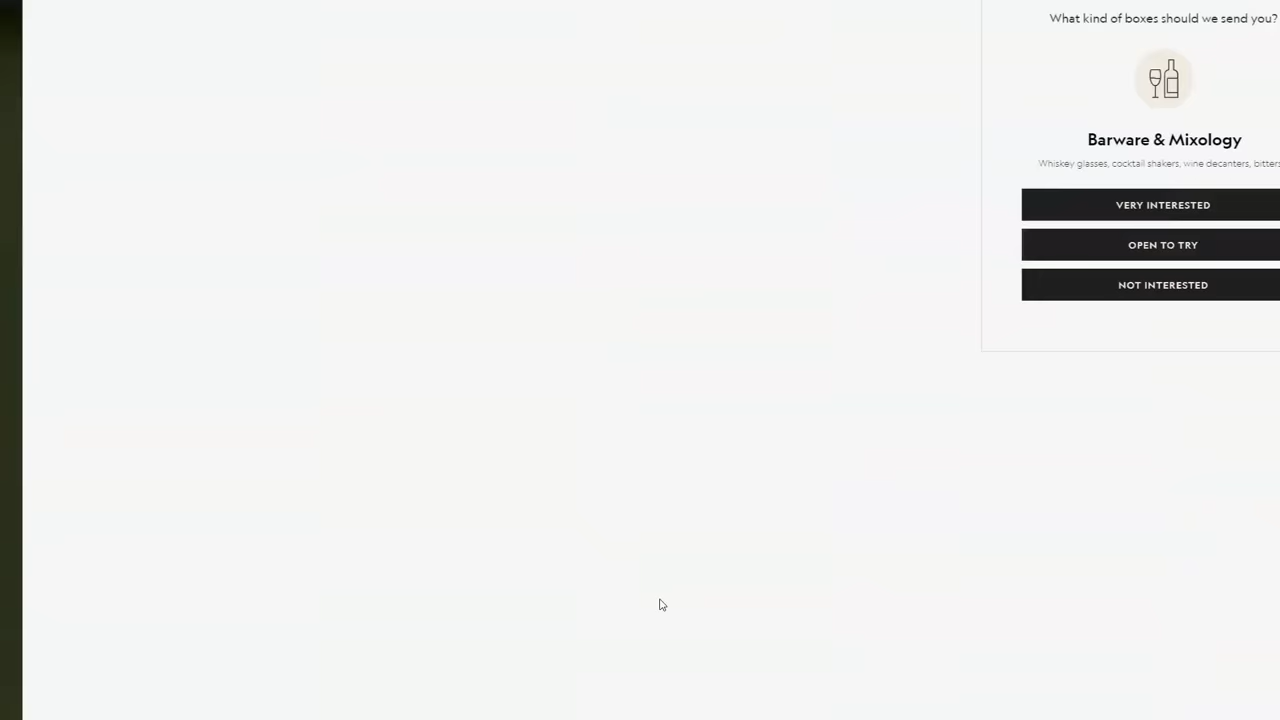 What kind of boxes should we send you?
Barware & Mixology
Whiskey glasses, cocktail shakers, wine decanters, bitters
VERY INTERESTED
OPEN TO TRY
NOT INTERESTED